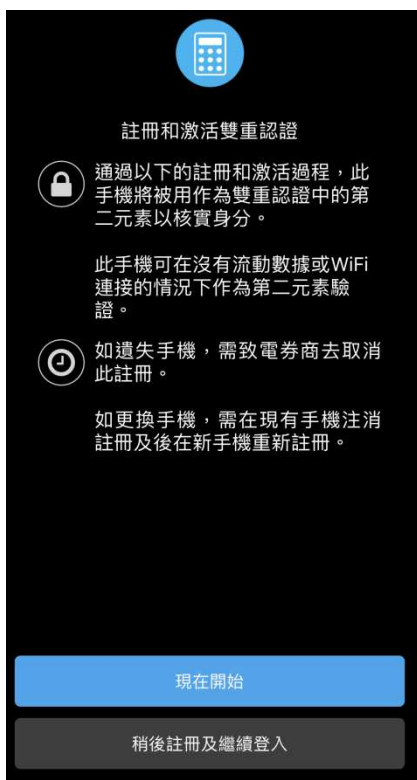 註冊和激活雙重認證
通過以下的註冊和激活過程，此
手機將被用作為雙重認證中的第
二元素以核實身分。
此手機可在沒有流動數據或WiFi
連接的情況下作為第二元素驗
證。
如遺失手機，需致電券商去取消
此註冊。
如更換手機，需在現有手機注消
註冊及後在新手機重新註冊。
現在開始
稍後註冊及繼續登入